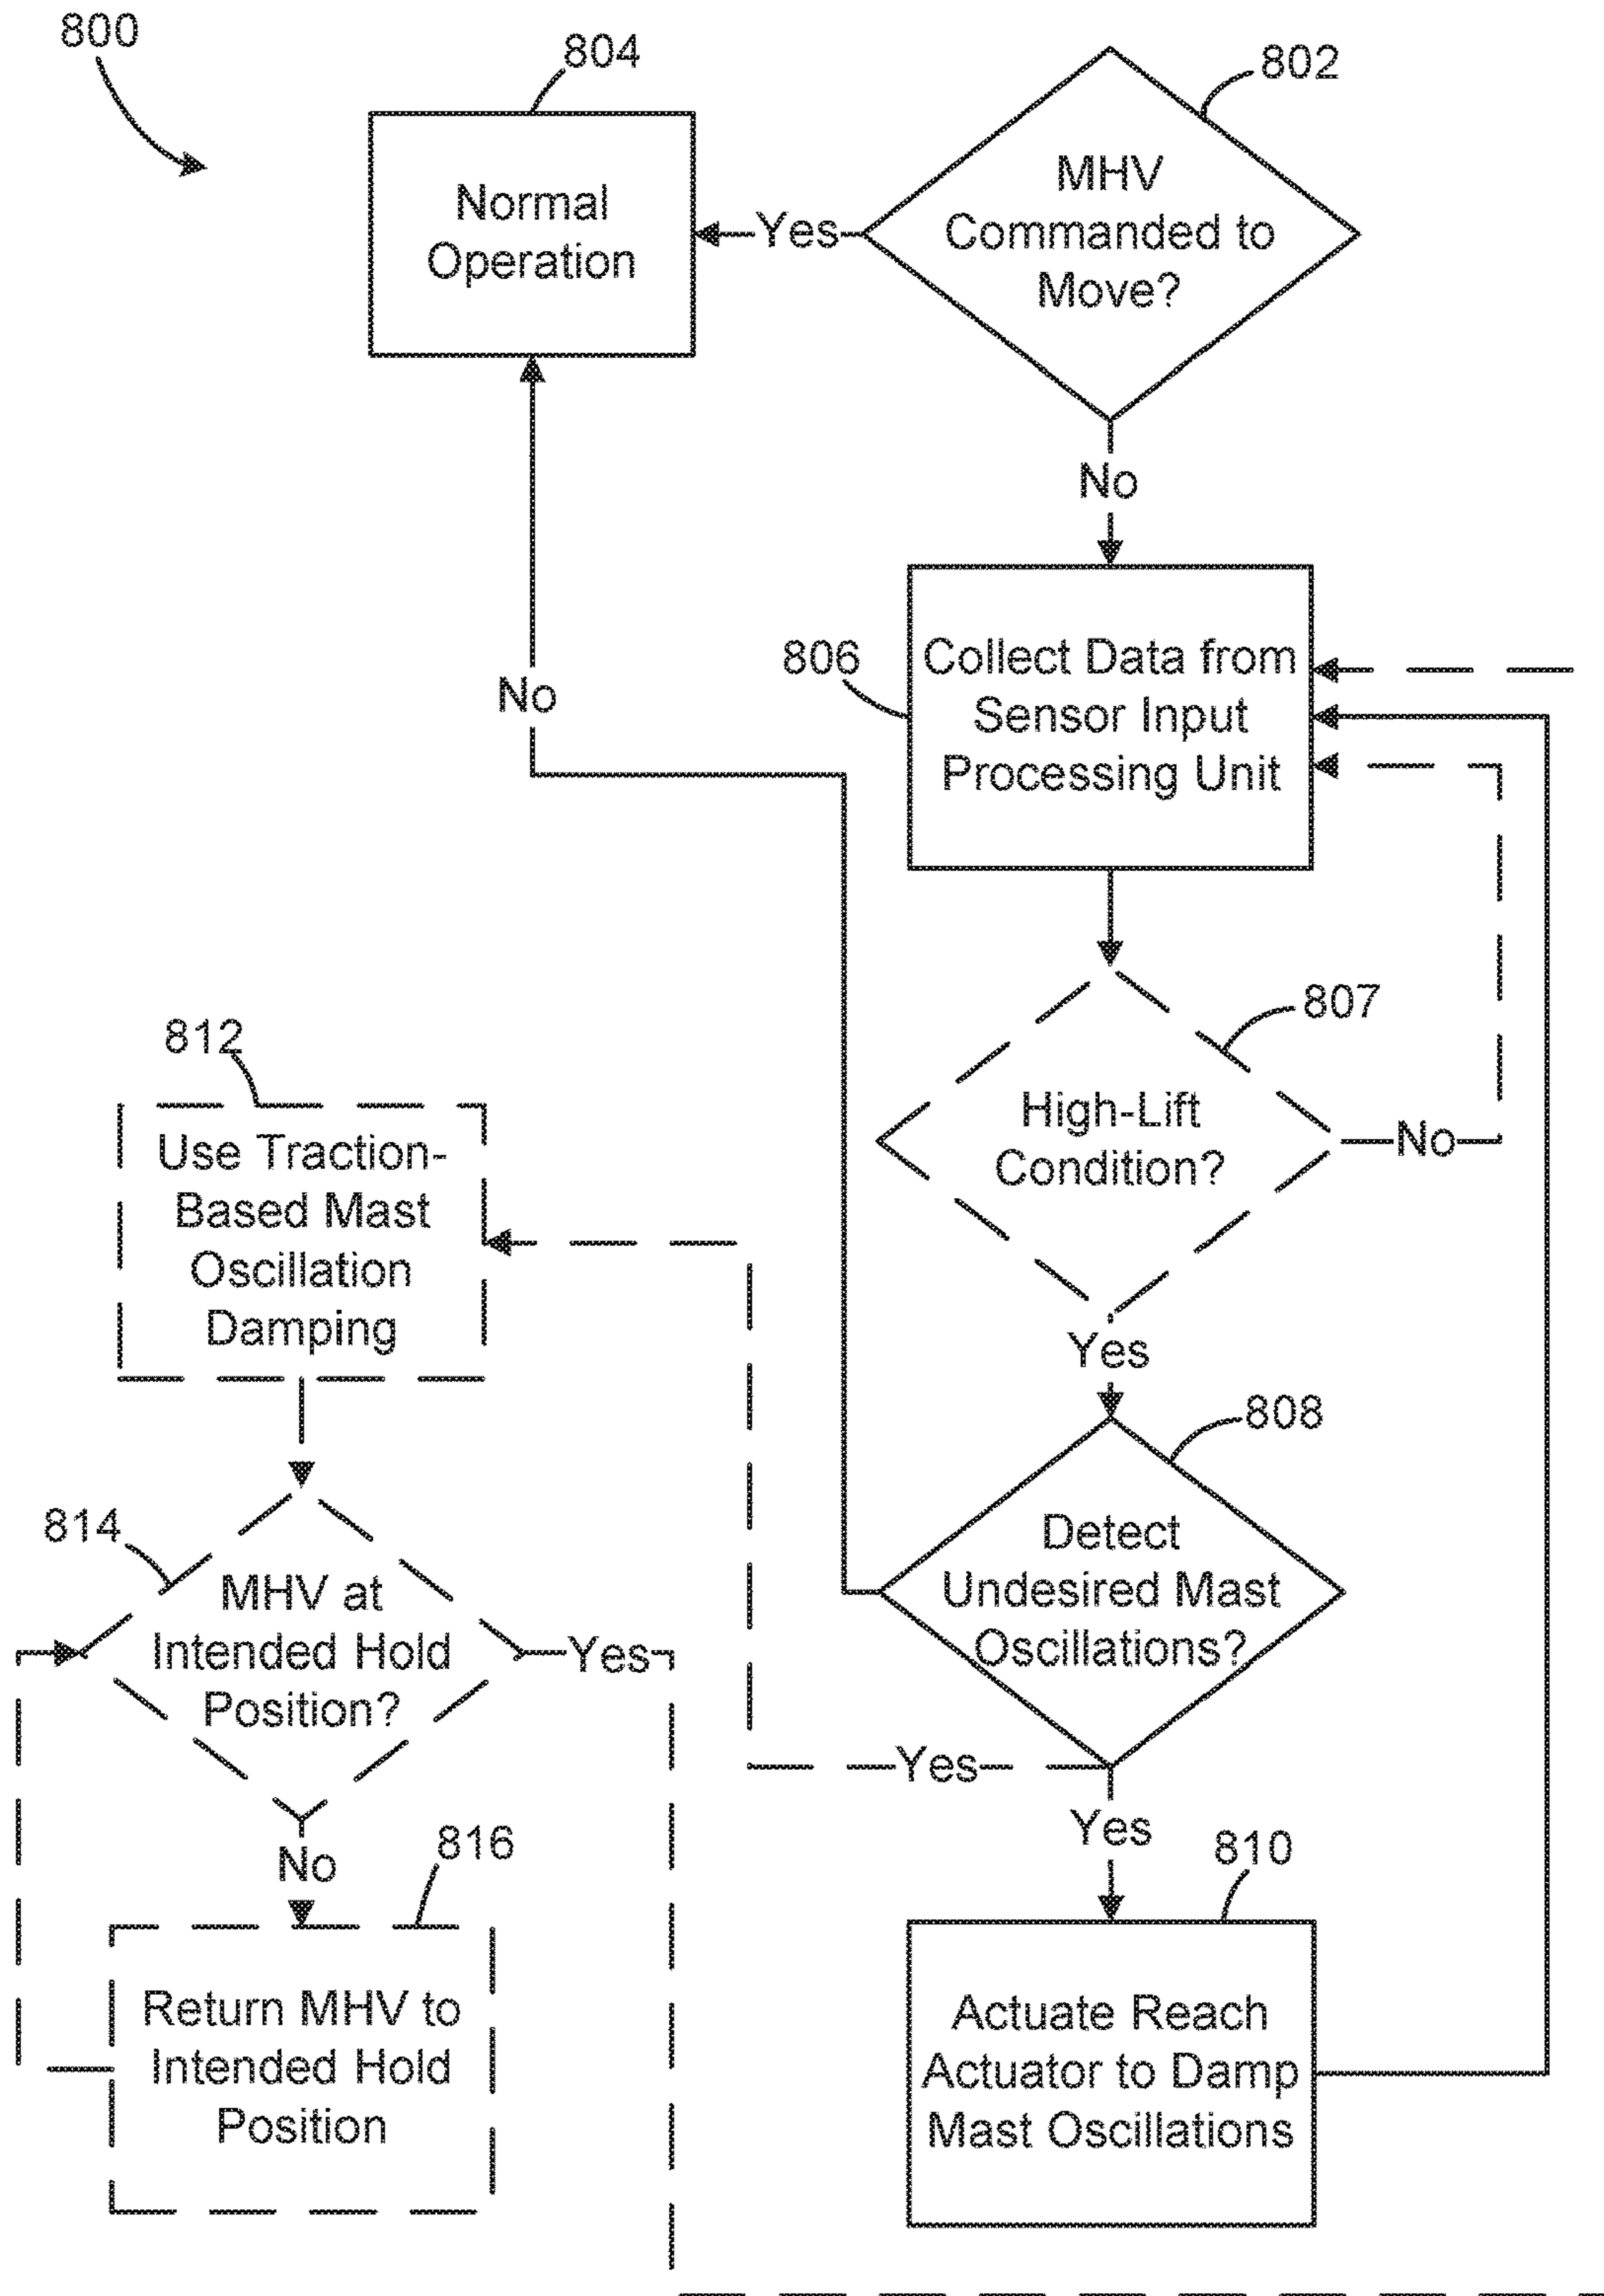 800
804
802
Normal
Operation
Yes
MHV
Commanded to
Move?
No
806
Collect Data from
Sensor Input
Processing Unit
No
807
High-Lift
Condition?
No
812
Use Traction-
Based Mast
Oscillation
Damping
Yes
808
Detect
Undesired Mast
Oscillations?
814
MHV at
Intended Hold
Position?
Yes
Yes
Yes
No
816
810
Return MHV to
Intended Hold
Position
Actuate Reach
Actuator to Damp
Mast Oscillations